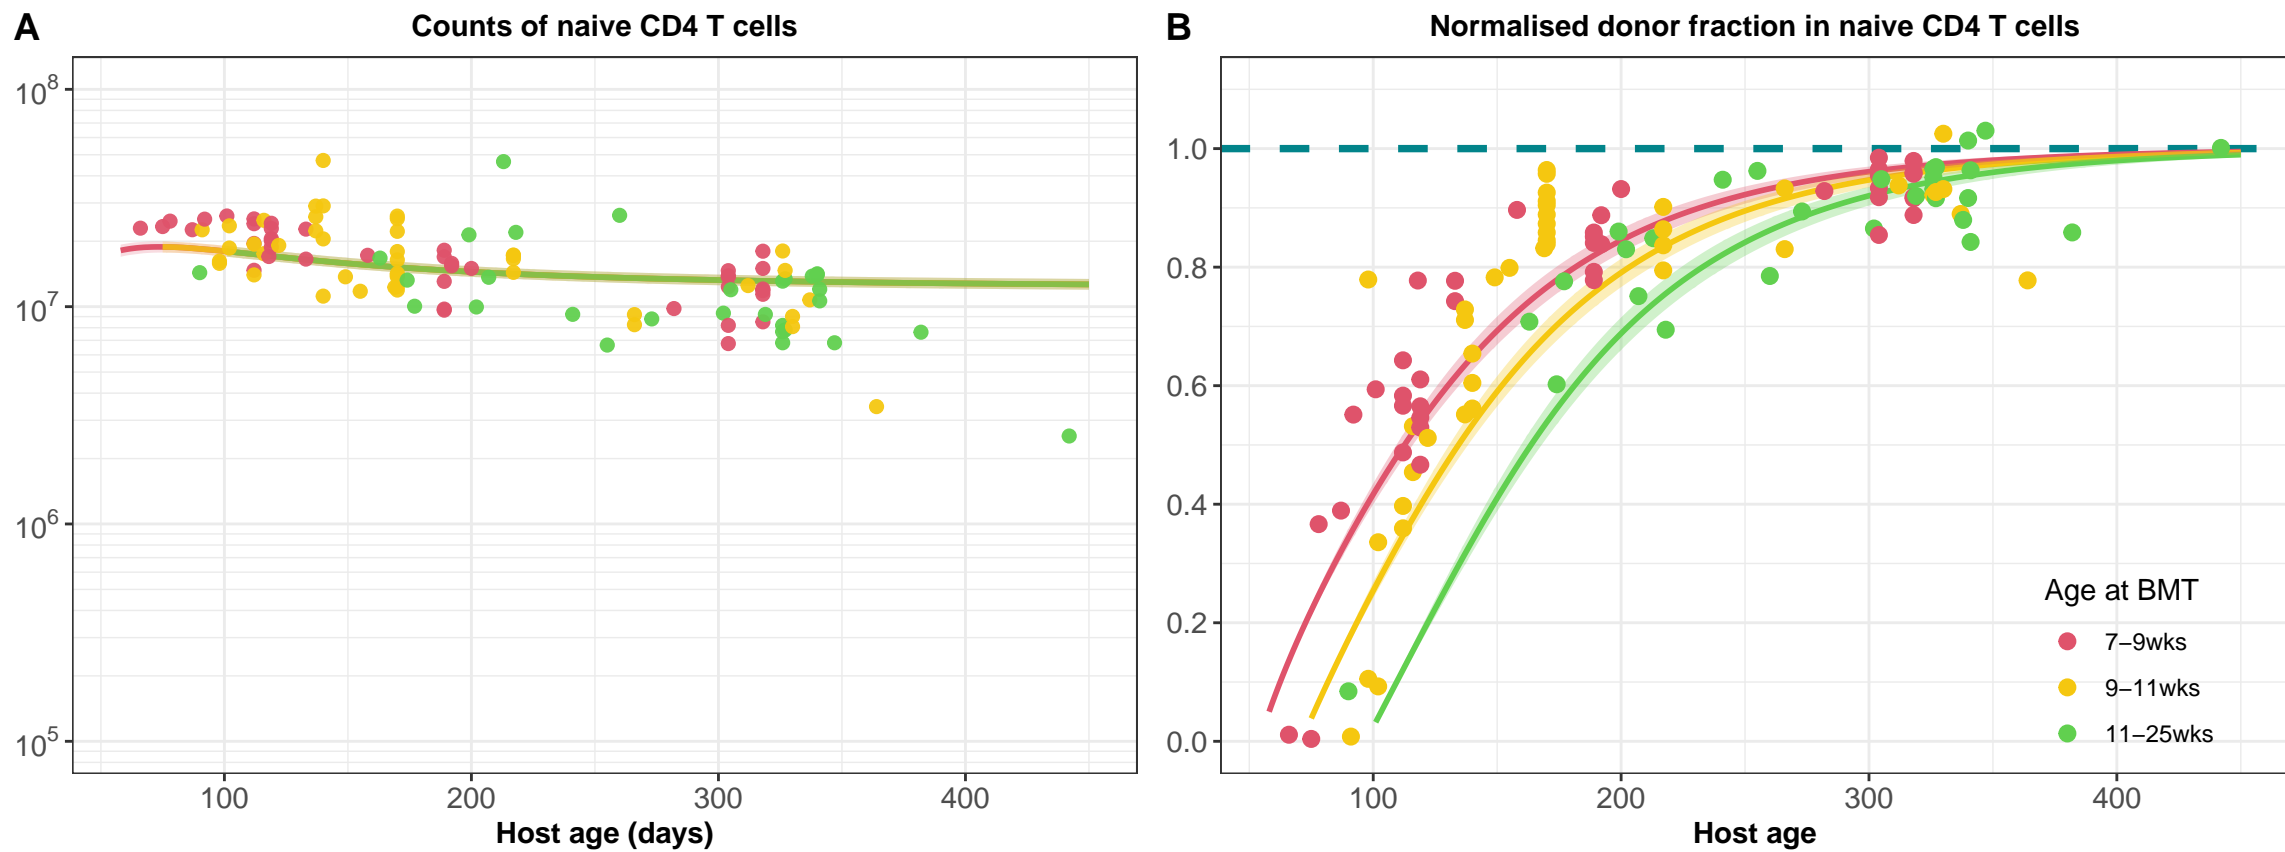 A
Counts of naive CD4 T cells
10^8
10^7
10^6
10^5
100
200
300
400
Host age (days)
B
Normalised donor fraction in naive CD4 T cells
1.0
0.8
0.6
0.4
0.2
0.0
100
200
300
400
Host age
Age at BMT
7–9wks
9–11wks
11–25wks